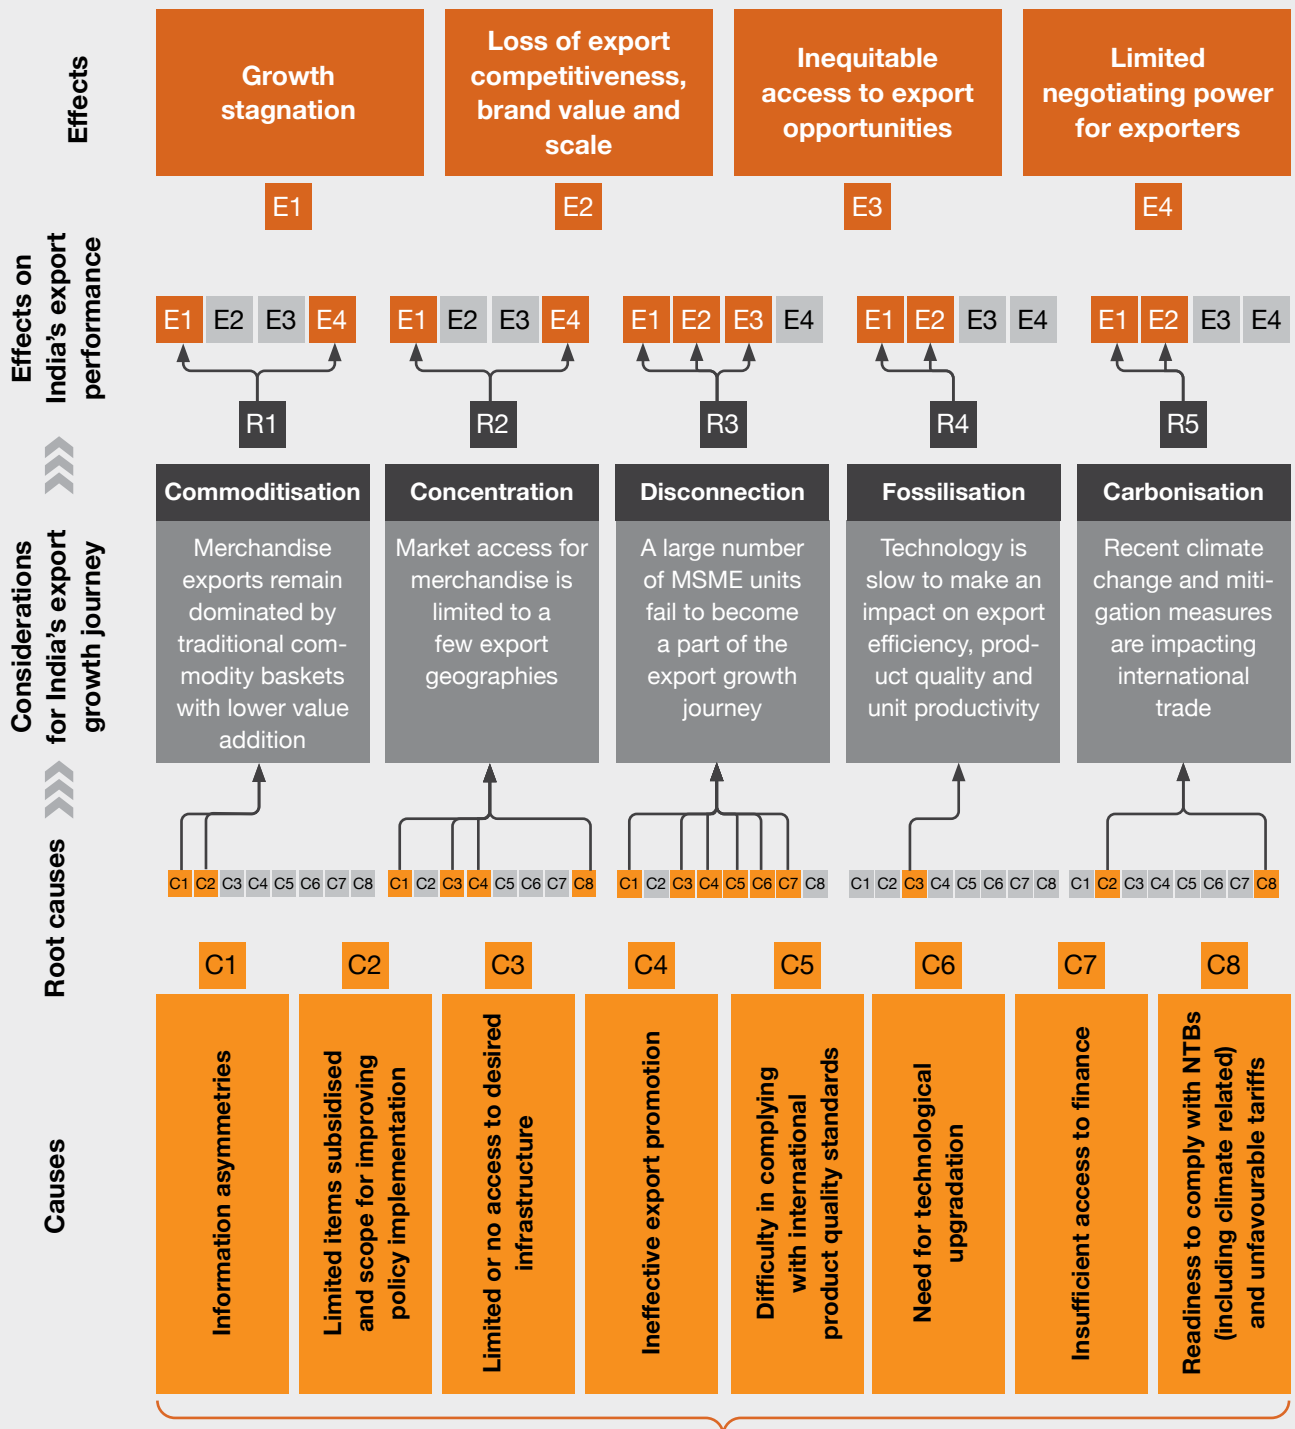 Effects
Growth
stagnation
Loss of export
competitiveness,
brand value and
scale
Inequitable
access to export
opportunities
Limited
negotiating power
for exporters
E1
E2
E3
E4
Effects on
India's export
performance
E1 E2 E3 E4
E1 E2 E3 E4
E1 E2 E3 E4
E1 E2 E3 E4
E1 E2 E3 E4
R1
R2
R3
R4
R5
Considerations
for India's export
growth journey
Commoditisation
Merchandise
exports remain
dominated by
traditional com-
modity baskets
with lower value
addition
Concentration
Market access for
merchandise is
limited to a
few export
geographies
Disconnection
A large number
of MSME units
fail to become
a part of the
export growth
journey
Fossilisation
Technology is
slow to make an
impact on export
efficiency, prod-
uct quality and
unit productivity
Carbonisation
Recent climate
change and miti-
gation measures
are impacting
international
trade
Root causes
C1 C2 C3 C4 C5 C6 C7 C8
C1 C2 C3 C4 C5 C6 C7 C8
C1 C2 C3 C4 C5 C6 C7 C8
C1 C2 C3 C4 C5 C6 C7 C8
C1 C2 C3 C4 C5 C6 C7 C8
Causes
C1
Information asymmetries
C2
Limited items subsidised
and scope for improving
policy implementation
C3
Limited or no access to desired
infrastructure
C4
Ineffective export promotion
C5
Difficulty in complying
with international
product quality standards
C6
Need for technological
upgradation
C7
Insufficient access to finance
C8
Readiness to comply with NTBs
(including climate related)
and unfavourable tariffs